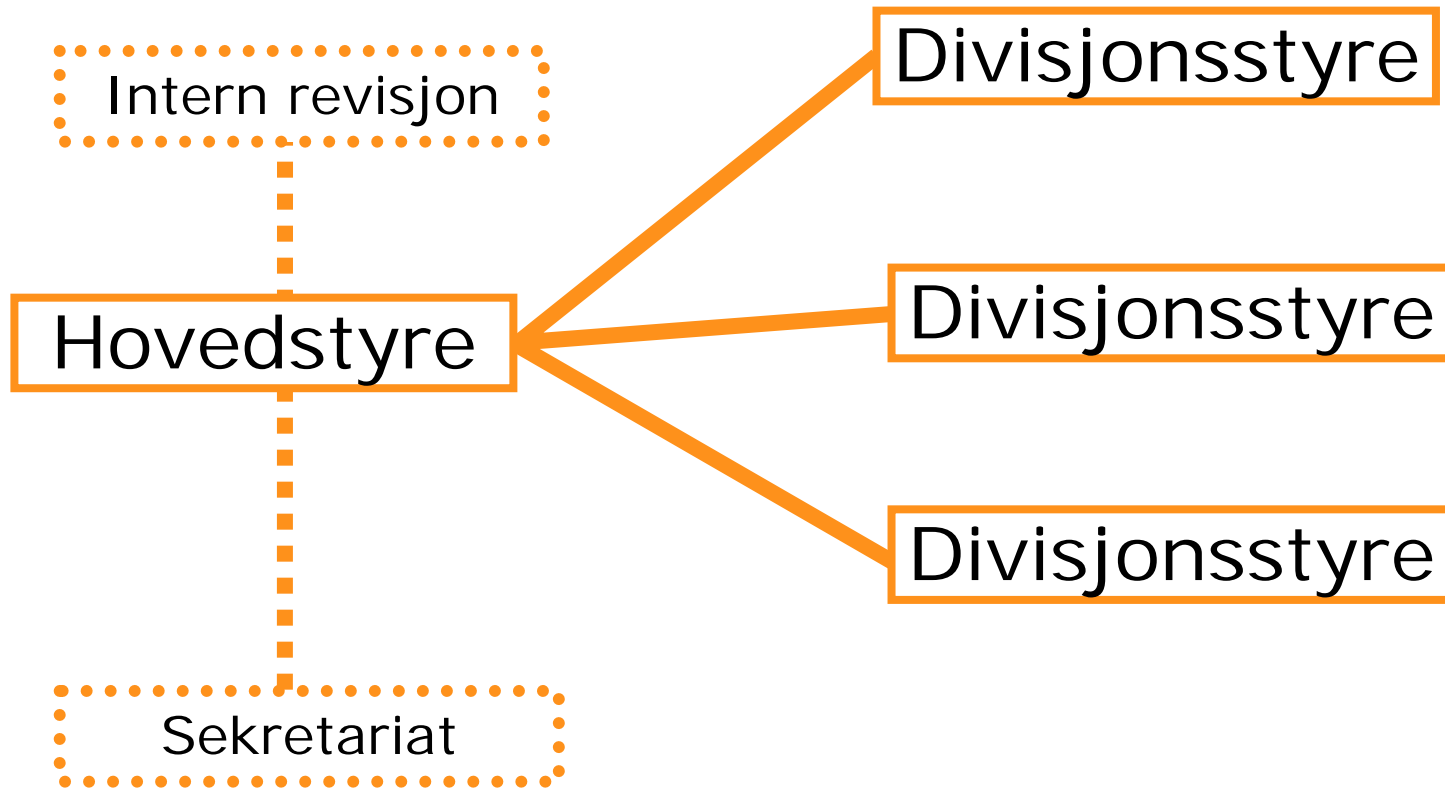 Intern revisjon
Hovedstyre
Sekretariat
Divisjonsstyre
Divisjonsstyre
Divisjonsstyre